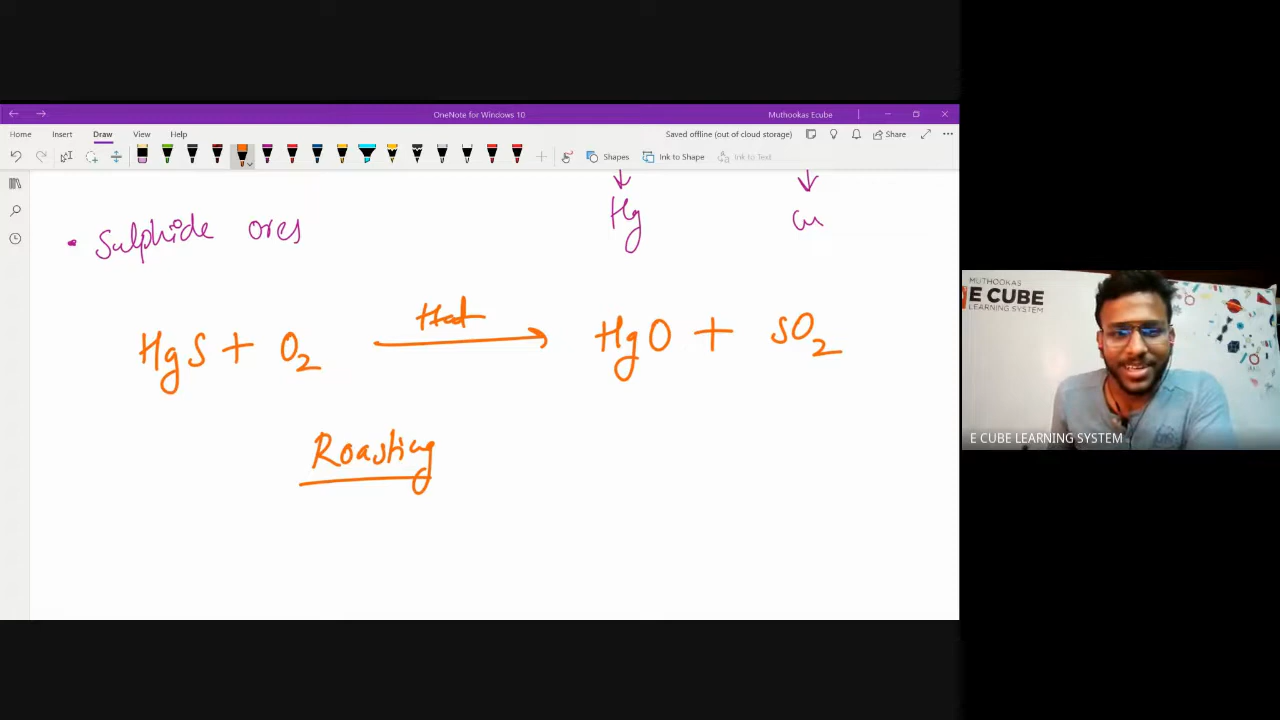 OneNote for Windows 10
Muthookas Ecube
Home Insert Draw View Help
Saved offline (out of cloud storage) Share
Shapes Ink to Shape Ink to Text
Hg Cu
• Sulphide ores
Heat
HgS + O₂ → HgO + SO₂
Roasting
MUTHOOKAS
E CUBE
LEARNING SYSTEM
E CUBE LEARNING SYSTEM